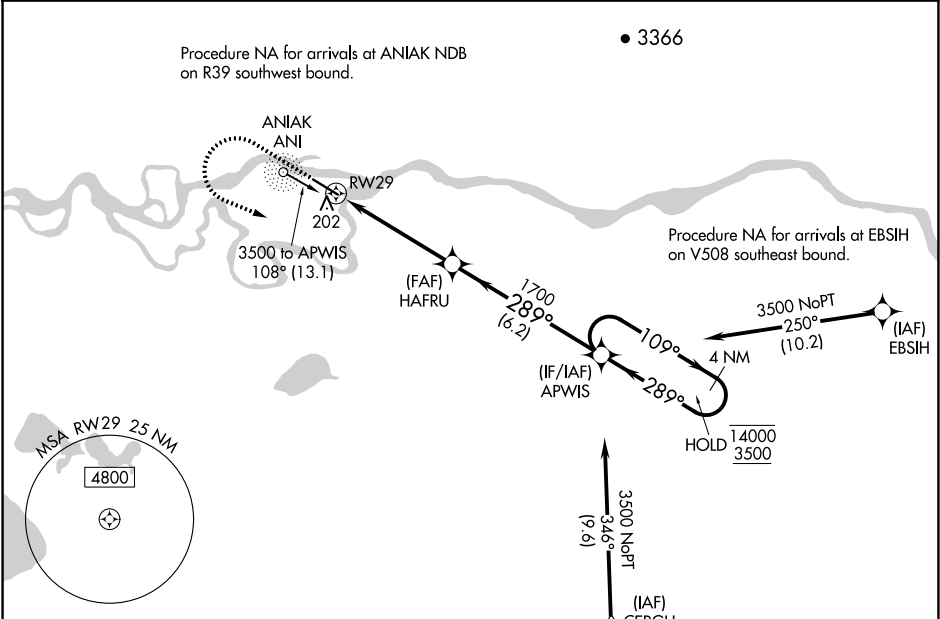 3366
Procedure NA for arrivals at ANIAK NDB
on R39 southwest bound.
ANIAK
ANI
RW29
202
3500 to APWIS
108° (13.1)
Procedure NA for arrivals at EBSIH
on V508 southeast bound.
(FAF)
HAFRU
1700
289°
(6.2)
3500 NoPT
250°
(10.2)
(IAF)
EBSIH
109°
4 NM
(IF/IAF)
APWIS
289°
HOLD
14000
3500
MSA RW29 25 NM
4800
3500 NoPT
346°
(9.6)
(IAF)